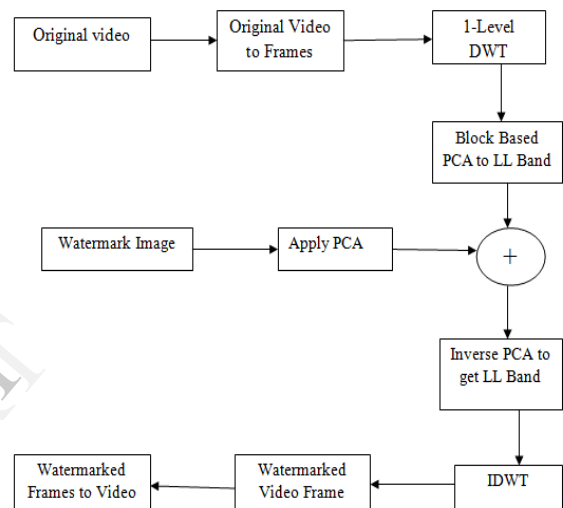 Original video
Original Video
to Frames
1-Level
DWT
Block Based
PCA to LL Band
Watermark Image
Apply PCA
+
Inverse PCA to
get LL Band
Watermarked
Frames to Video
Watermarked
Video Frame
IDWT